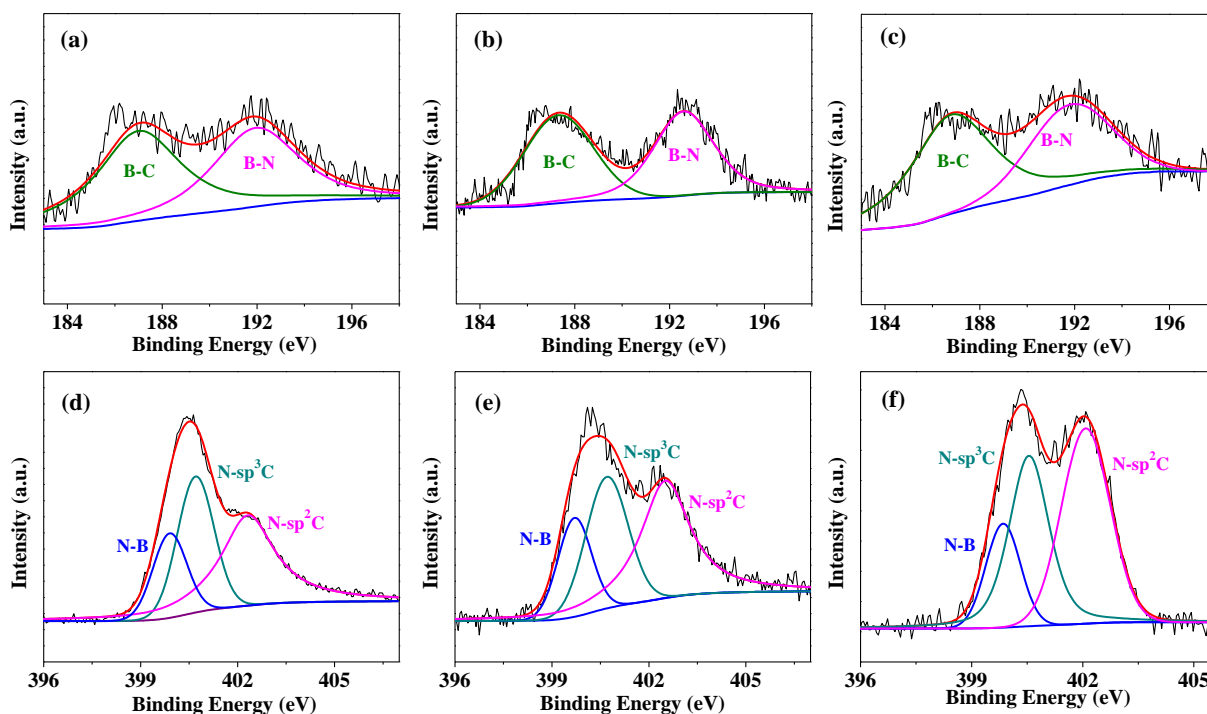 (a)
B-C
B-N
Intensity (a.u.)
184 188 192 196
Binding Energy (eV)
(b)
B-C
B-N
Intensity (a.u.)
184 188 192 196
Binding Energy (eV)
(c)
B-C
B-N
Intensity (a.u.)
184 188 192 196
Binding Energy (eV)
(d)
N-sp³C
N-sp²C
N-B
Intensity (a.u.)
396 399 402 405
Binding Energy (eV)
(e)
N-sp³C
N-sp²C
N-B
Intensity (a.u.)
396 399 402 405
Binding Energy (eV)
(f)
N-sp³C
N-sp²C
N-B
Intensity (a.u.)
396 399 402 405
Binding Energy (eV)